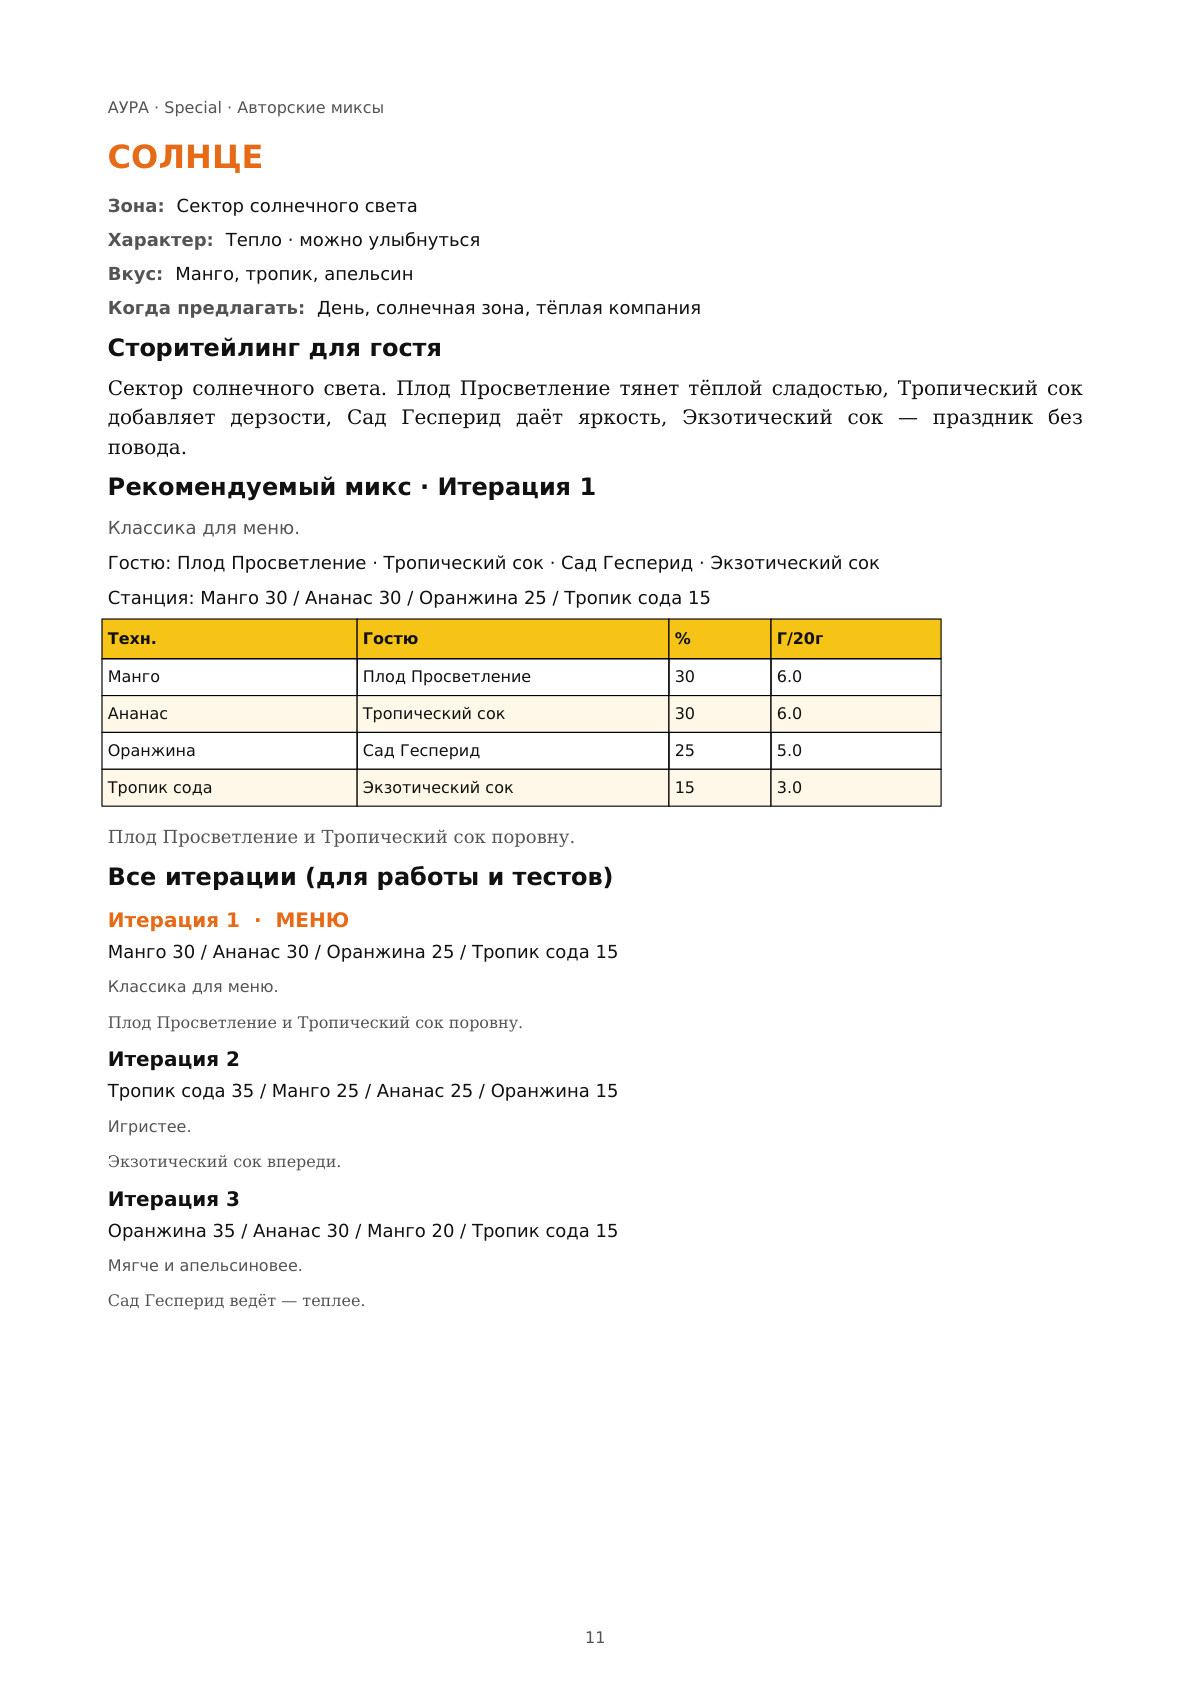 АУРА · Special · Авторские миксы
СОЛНЦЕ
Зона: Сектор солнечного света
Характер: Тепло · можно улыбнуться
Вкус: Манго, тропик, апельсин
Когда предлагать: День, солнечная зона, тёплая компания
Сторитейлинг для гостя
Сектор солнечного света. Плод Просветление тянет тёплой сладостью, Тропический сок
добавляет дерзости, Сад Гесперид даёт яркость, Экзотический сок — праздник без
повода.
Рекомендуемый микс · Итерация 1
Классика для меню.
Гостю: Плод Просветление · Тропический сок · Сад Гесперид · Экзотический сок
Станция: Манго 30 / Ананас 30 / Оранжина 25 / Тропик сода 15
Техн. Гостю % Г/20г
Манго Плод Просветление 30 6.0
Ананас Тропический сок 30 6.0
Оранжина Сад Гесперид 25 5.0
Тропик сода Экзотический сок 15 3.0
Плод Просветление и Тропический сок поровну.
Все итерации (для работы и тестов)
Итерация 1 · МЕНЮ
Манго 30 / Ананас 30 / Оранжина 25 / Тропик сода 15
Классика для меню.
Плод Просветление и Тропический сок поровну.
Итерация 2
Тропик сода 35 / Манго 25 / Ананас 25 / Оранжина 15
Игристее.
Экзотический сок впереди.
Итерация 3
Оранжина 35 / Ананас 30 / Манго 20 / Тропик сода 15
Мягче и апельсиновее.
Сад Гесперид ведёт — теплее.
11